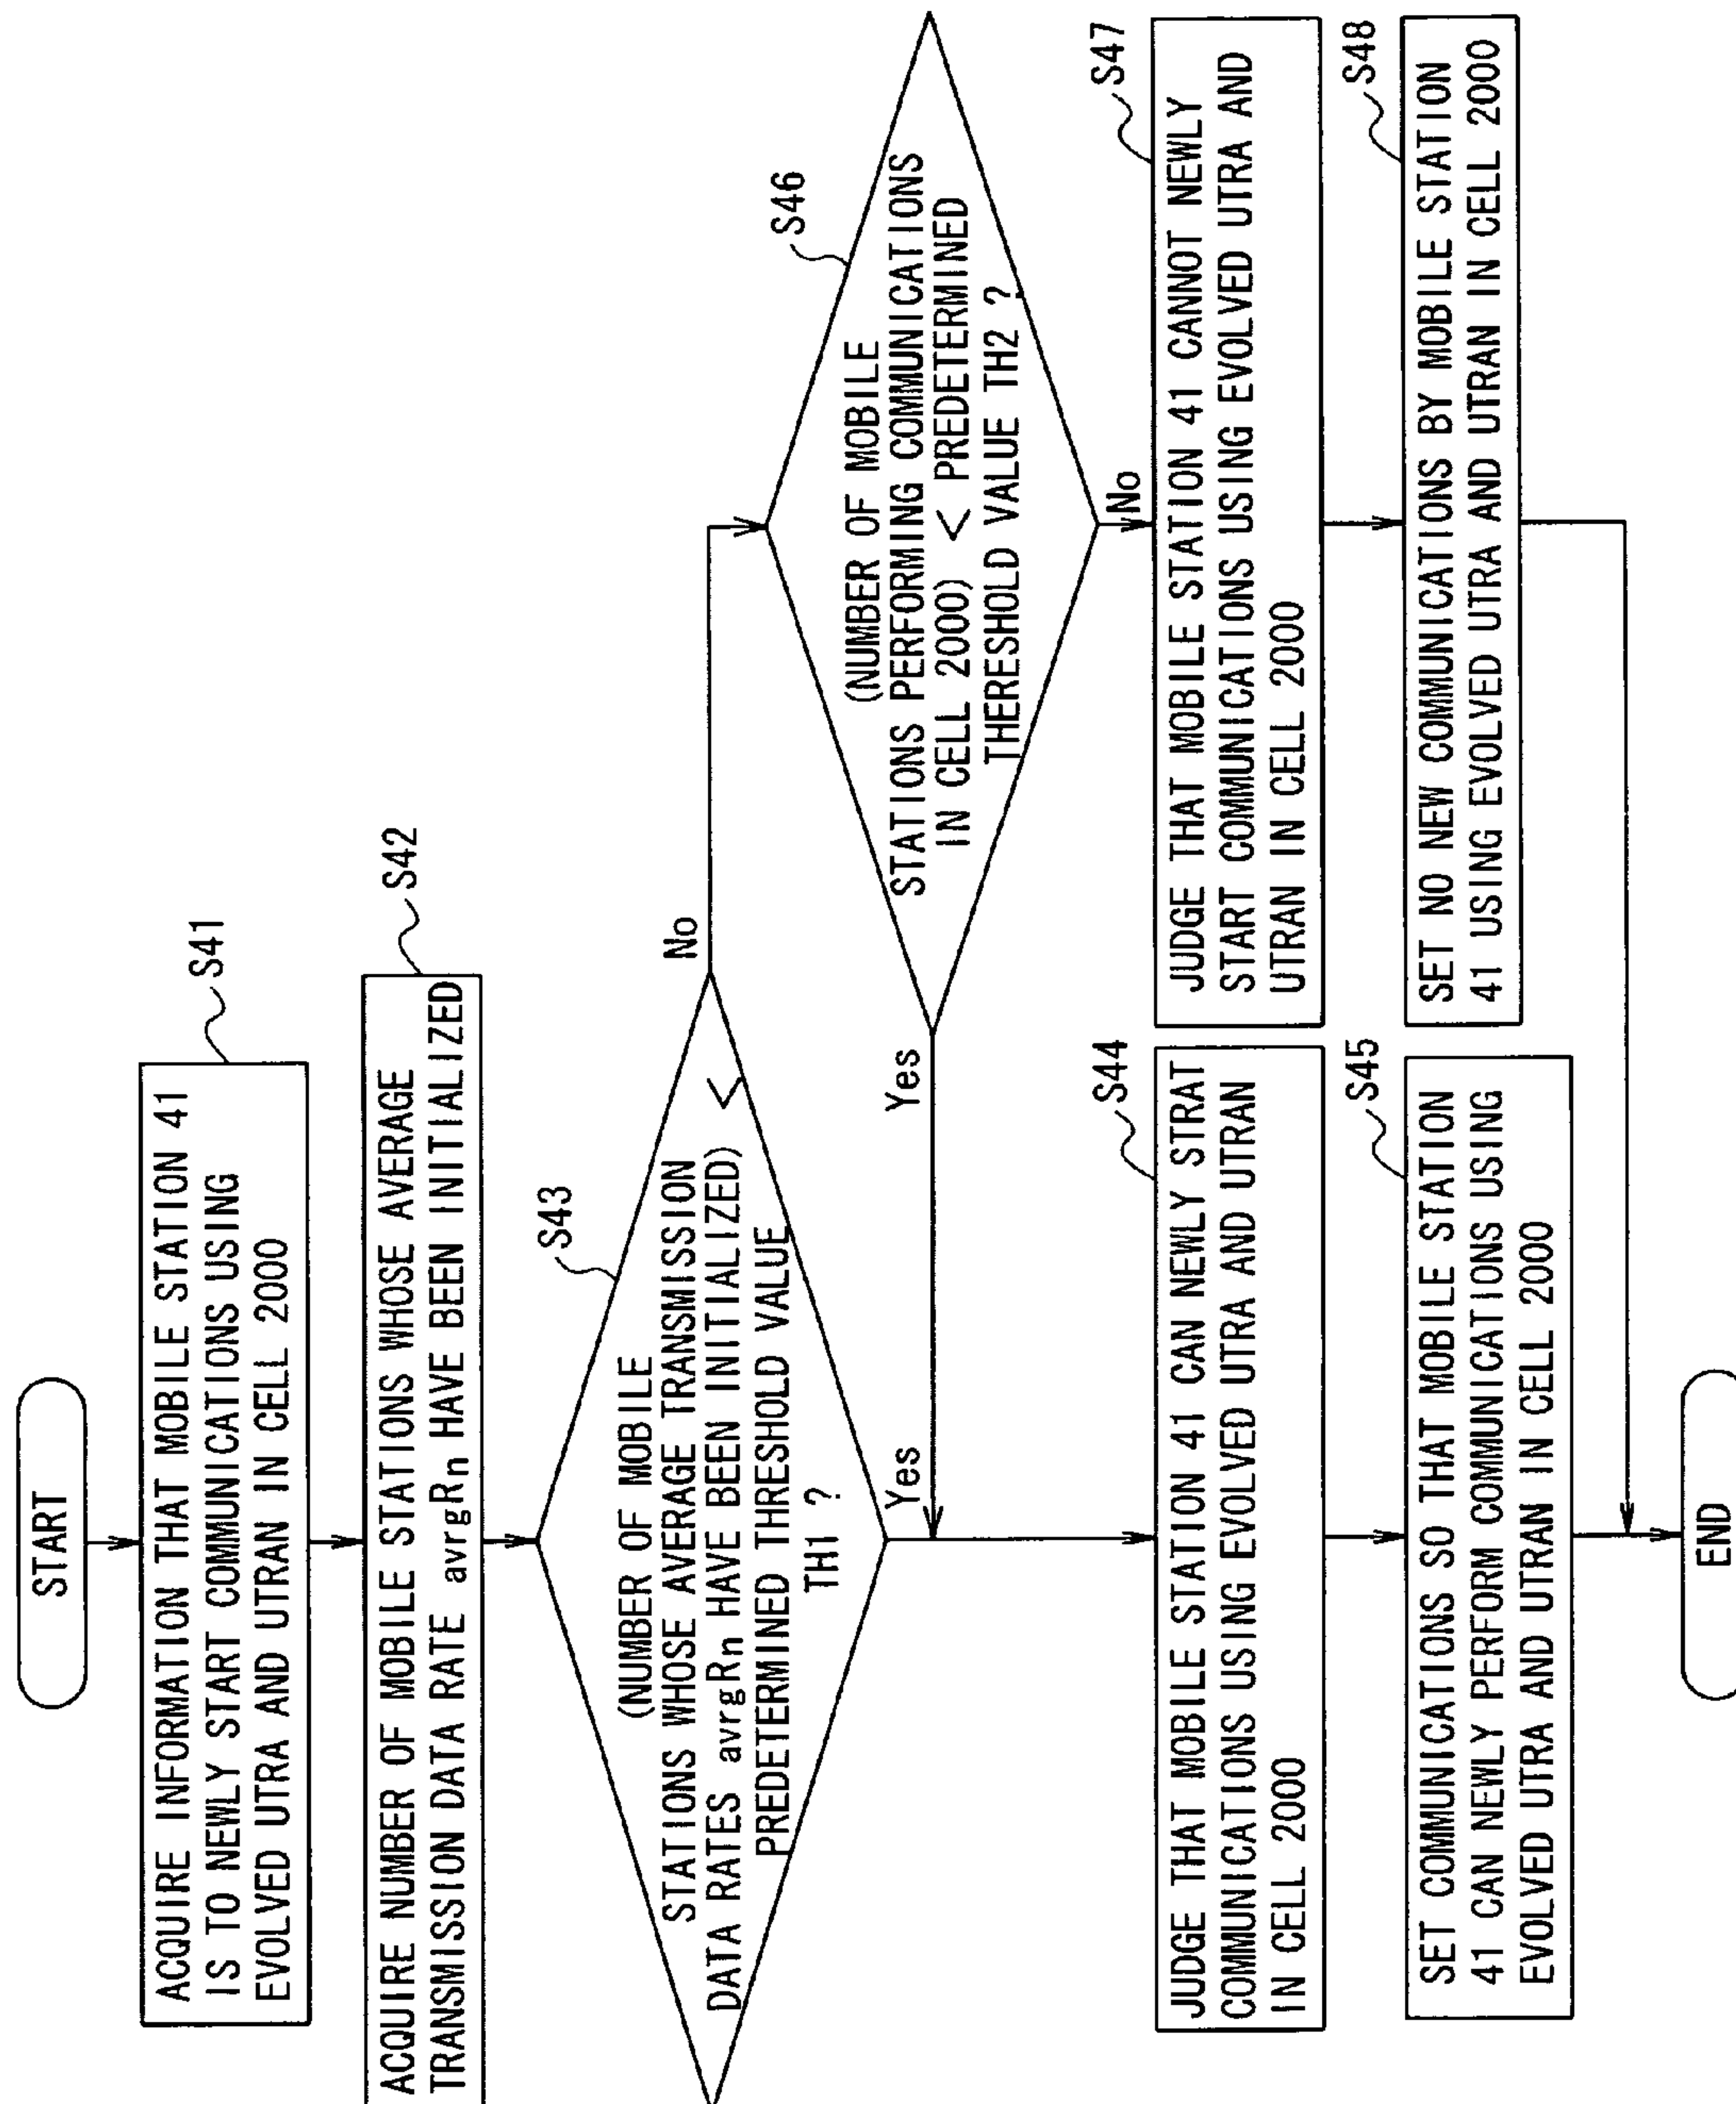 START
ACQUIRE INFORMATION THAT MOBILE STATION 41
IS TO NEWLY START COMMUNICATIONS USING
EVOLVED UTRA AND UTRAN IN CELL 2000
S41
ACQUIRE NUMBER OF MOBILE STATIONS WHOSE AVERAGE
TRANSMISSION DATA RATE avrgRn HAVE BEEN INITIALIZED
S42
(NUMBER OF MOBILE
STATIONS WHOSE AVERAGE TRANSMISSION
DATA RATES avrgRn HAVE BEEN INITIALIZED) <
PREDETERMINED THRESHOLD VALUE
TH1 ?
S43
No
Yes
(NUMBER OF MOBILE
STATIONS PERFORMING COMMUNICATIONS
IN CELL 2000) < PREDETERMINED
THERESHOLD VALUE TH2 ?
S46
Yes
No
JUDGE THAT MOBILE STATION 41 CAN NEWLY STRAT
COMMUNICATIONS USING EVOLVED UTRA AND UTRAN
IN CELL 2000
S44
SET COMMUNICATIONS SO THAT MOBILE STATION
41 CAN NEWLY PERFORM COMMUNICATIONS USING
EVOLVED UTRA AND UTRAN IN CELL 2000
S45
JUDGE THAT MOBILE STATION 41 CANNOT NEWLY
START COMMUNICATIONS USING EVOLVED UTRA AND
UTRAN IN CELL 2000
S47
SET NO NEW COMMUNICATIONS BY MOBILE STATION
41 USING EVOLVED UTRA AND UTRAN IN CELL 2000
S48
END